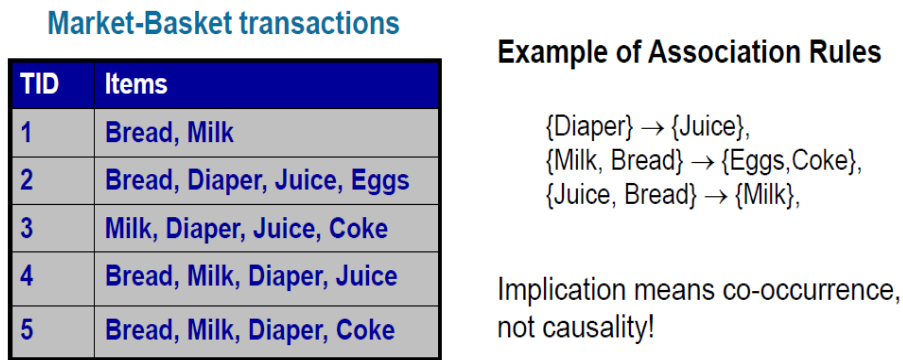 Market-Basket transactions
TID Items
1 Bread, Milk
2 Bread, Diaper, Juice, Eggs
3 Milk, Diaper, Juice, Coke
4 Bread, Milk, Diaper, Juice
5 Bread, Milk, Diaper, Coke
Example of Association Rules
{Diaper} → {Juice},
{Milk, Bread} → {Eggs,Coke},
{Juice, Bread} → {Milk},
Implication means co-occurrence,
not causality!